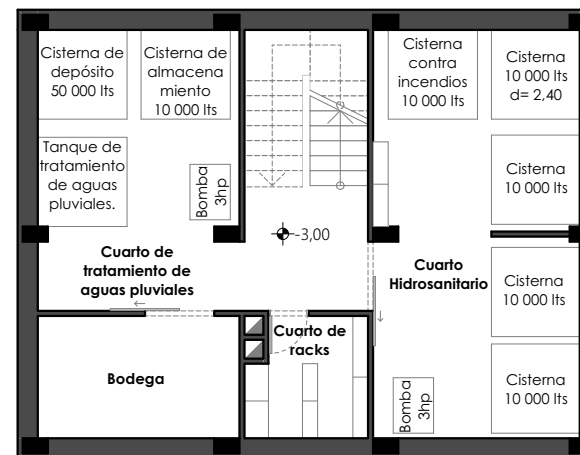 Cisterna de
depósito
50 000 lts
Cisterna de
almacena
miento
10 000 lts
Cisterna
contra
incendios
10 000 lts
Cisterna
10 000 lts
d= 2,40
Tanque de
tratamiento
de aguas
pluviales.
Bomba
3hp
Cisterna
10 000 lts
-3,00
Cuarto de
tratamiento de
aguas pluviales
Cuarto
Hidrosanitario
Cisterna
10 000 lts
Cuarto de
racks
Bodega
Bomba
3hp
Cisterna
10 000 lts